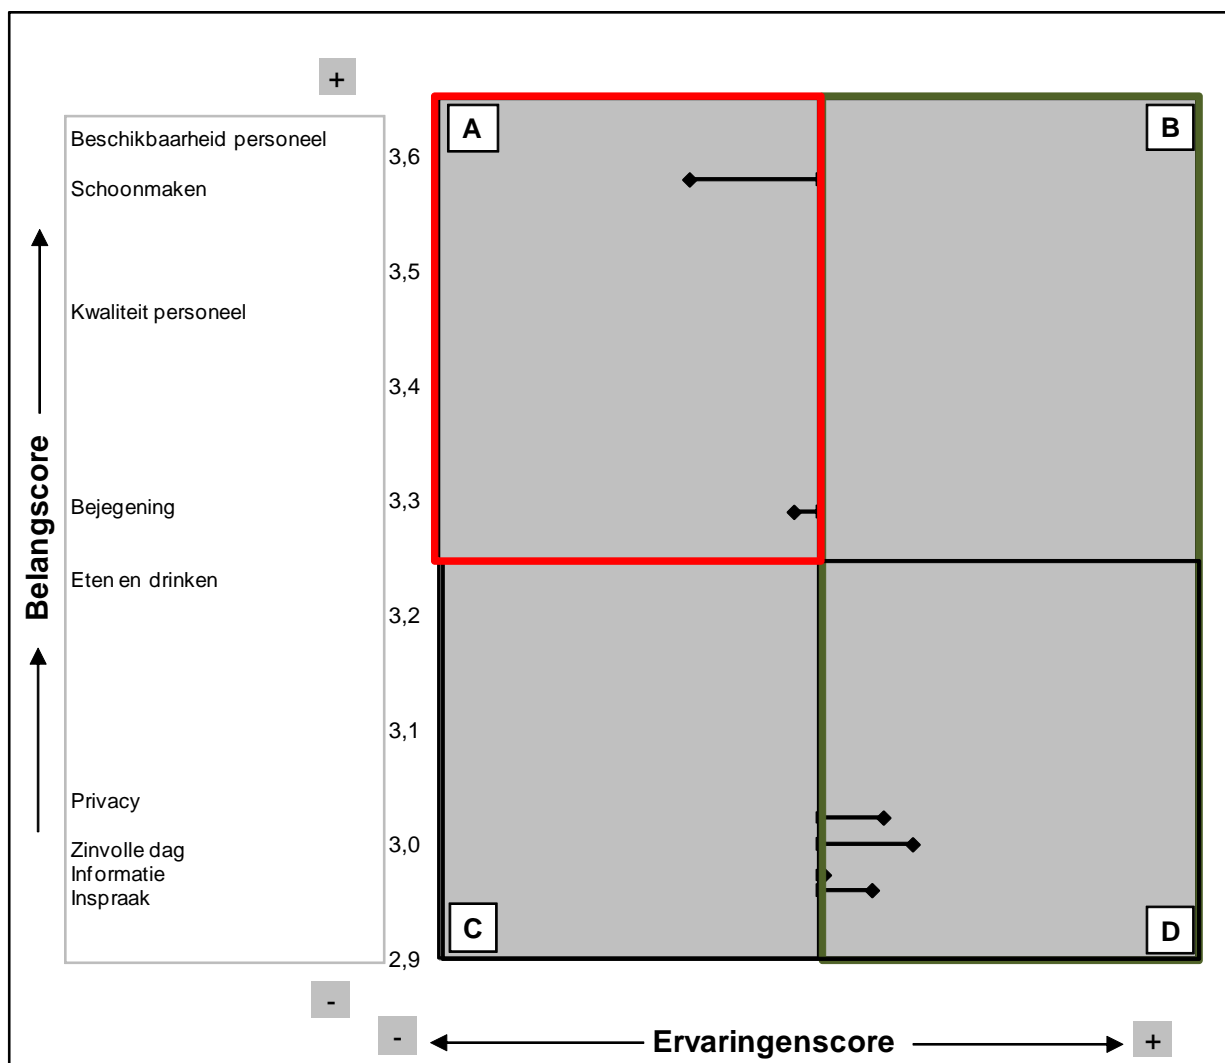 +
A
B
Beschikbaarheid personeel
3,6
Schoonmaken
3,5
Kwaliteit personeel
3,4
Bejegening
3,3
Eten en drinken
3,2
3,1
Privacy
3,0
Zinvolle dag
Informatie
Inspraak
C
D
2,9
Belangscore
-
-
Ervaringenscore
+